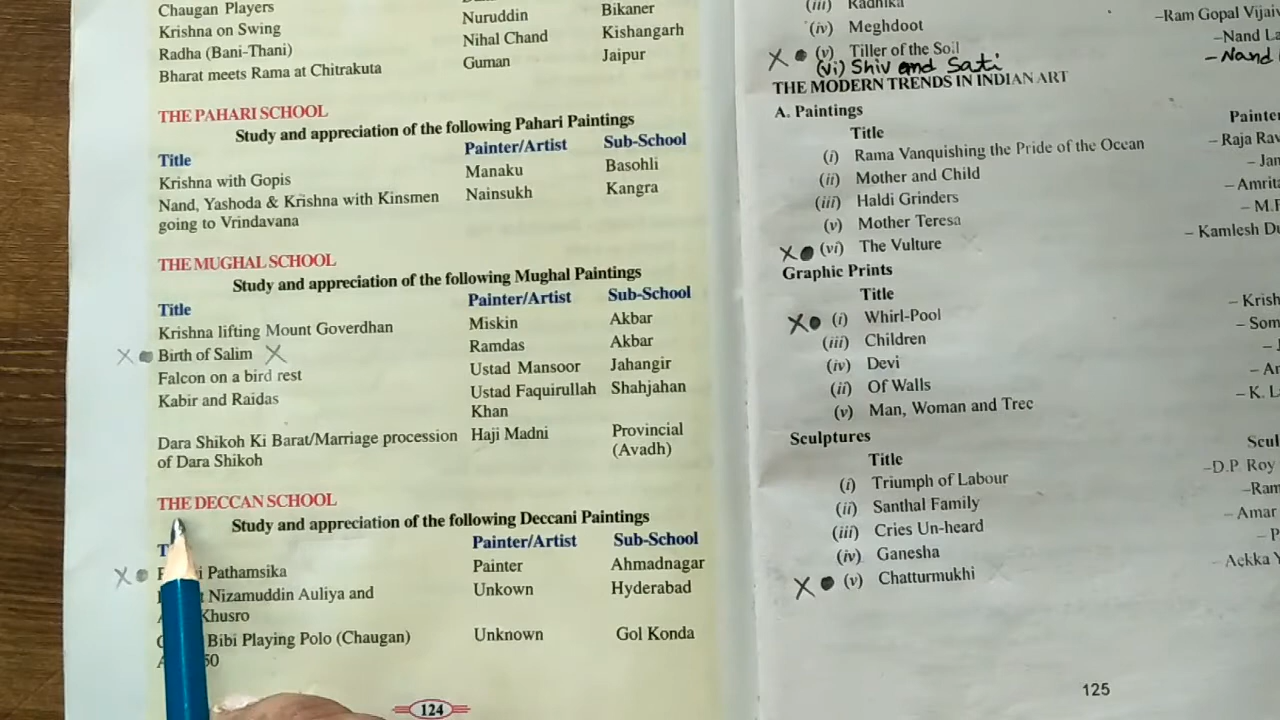 Chaugan Players
Krishna on Swing Nuruddin Bikaner
Radha (Bani-Thani) Nihal Chand Kishangarh
Bharat meets Rama at Chitrakuta Guman Jaipur
THE PAHARI SCHOOL
Study and appreciation of the following Pahari Paintings
Title Painter/Artist Sub-School
Krishna with Gopis Manaku Basohli
Nand, Yashoda & Krishna with Kinsmen Nainsukh Kangra
going to Vrindavana
THE MUGHAL SCHOOL
Study and appreciation of the following Mughal Paintings
Title Painter/Artist Sub-School
Krishna lifting Mount Goverdhan Miskin Akbar
Birth of Salim Ramdas Akbar
Falcon on a bird rest Ustad Mansoor Jahangir
Kabir and Raidas Ustad Faquirullah Shahjahan
Khan
Dara Shikoh Ki Barat/Marriage procession Haji Madni Provincial
of Dara Shikoh (Avadh)
THE DECCAN SCHOOL
Study and appreciation of the following Deccani Paintings
Painter/Artist Sub-School
Pathamsika Painter Ahmadnagar
Nizamuddin Auliya and Unkown Hyderabad
Khusro
Bibi Playing Polo (Chaugan) Unknown Gol Konda
124
(iii) Radhika
(iv) Meghdoot –Ram Gopal
(v) Tiller of the Soil –Nand
(vi) Shiv and Sati – Nand
THE MODERN TRENDS IN INDIAN ART
A. Paintings
Title
(i) Rama Vanquishing the Pride of the Ocean – Raja
(ii) Mother and Child
(iii) Haldi Grinders
(v) Mother Teresa
(vi) The Vulture – Kamlesh
Graphic Prints
Title
(i) Whirl-Pool
(iii) Children
(iv) Devi
(ii) Of Walls
(v) Man, Woman and Tree
Sculptures
Title
(i) Triumph of Labour –D.P. Roy
(ii) Santhal Family
(iii) Cries Un-heard – Amar
(iv) Ganesha
(v) Chatturmukhi
125